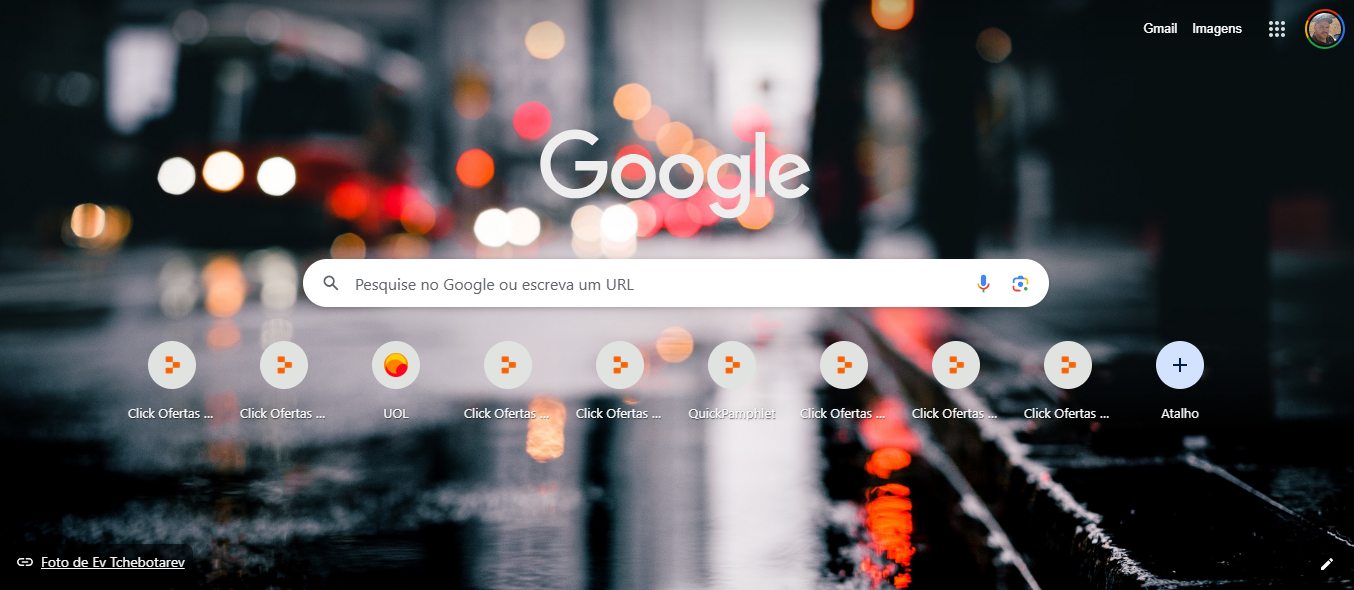 Gmail Imagens
Google
Pesquise no Google ou escreva um URL
Click Ofertas ... Click Ofertas ... UOL Click Ofertas ... Click Ofertas ... QuickPamphlet Click Ofertas ... Click Ofertas ... Click Ofertas ... Atalho
Foto de Ev Tchebotarev